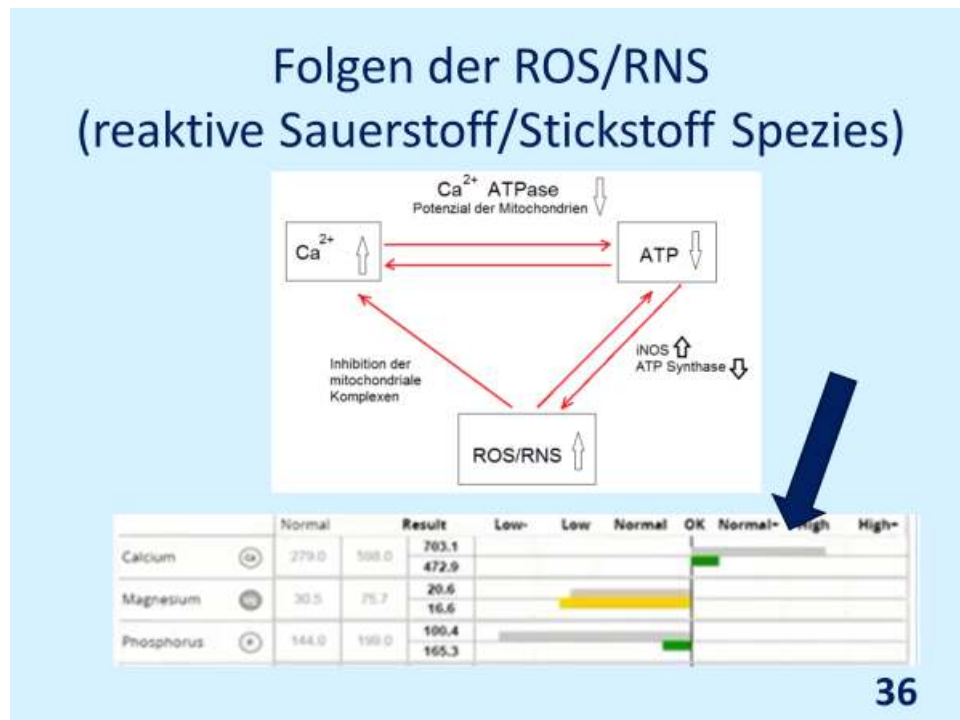 Folgen der ROS/RNS
(reaktive Sauerstoff/Stickstoff Spezies)
Ca2+ ATPase
Potenzial der Mitochondrien
Ca2+
ATP
iNOS
ATP Synthase
Inhibition der
mitochondriale
Komplexen
ROS/RNS
Normal Result Low- Low Normal OK Normal+ High High+
Calcium Ca 279.0 598.0 703.1
472.9
Magnesium 30.5 75.7 20.6
16.6
Phosphorus P 144.0 199.0 100.4
165.3
36